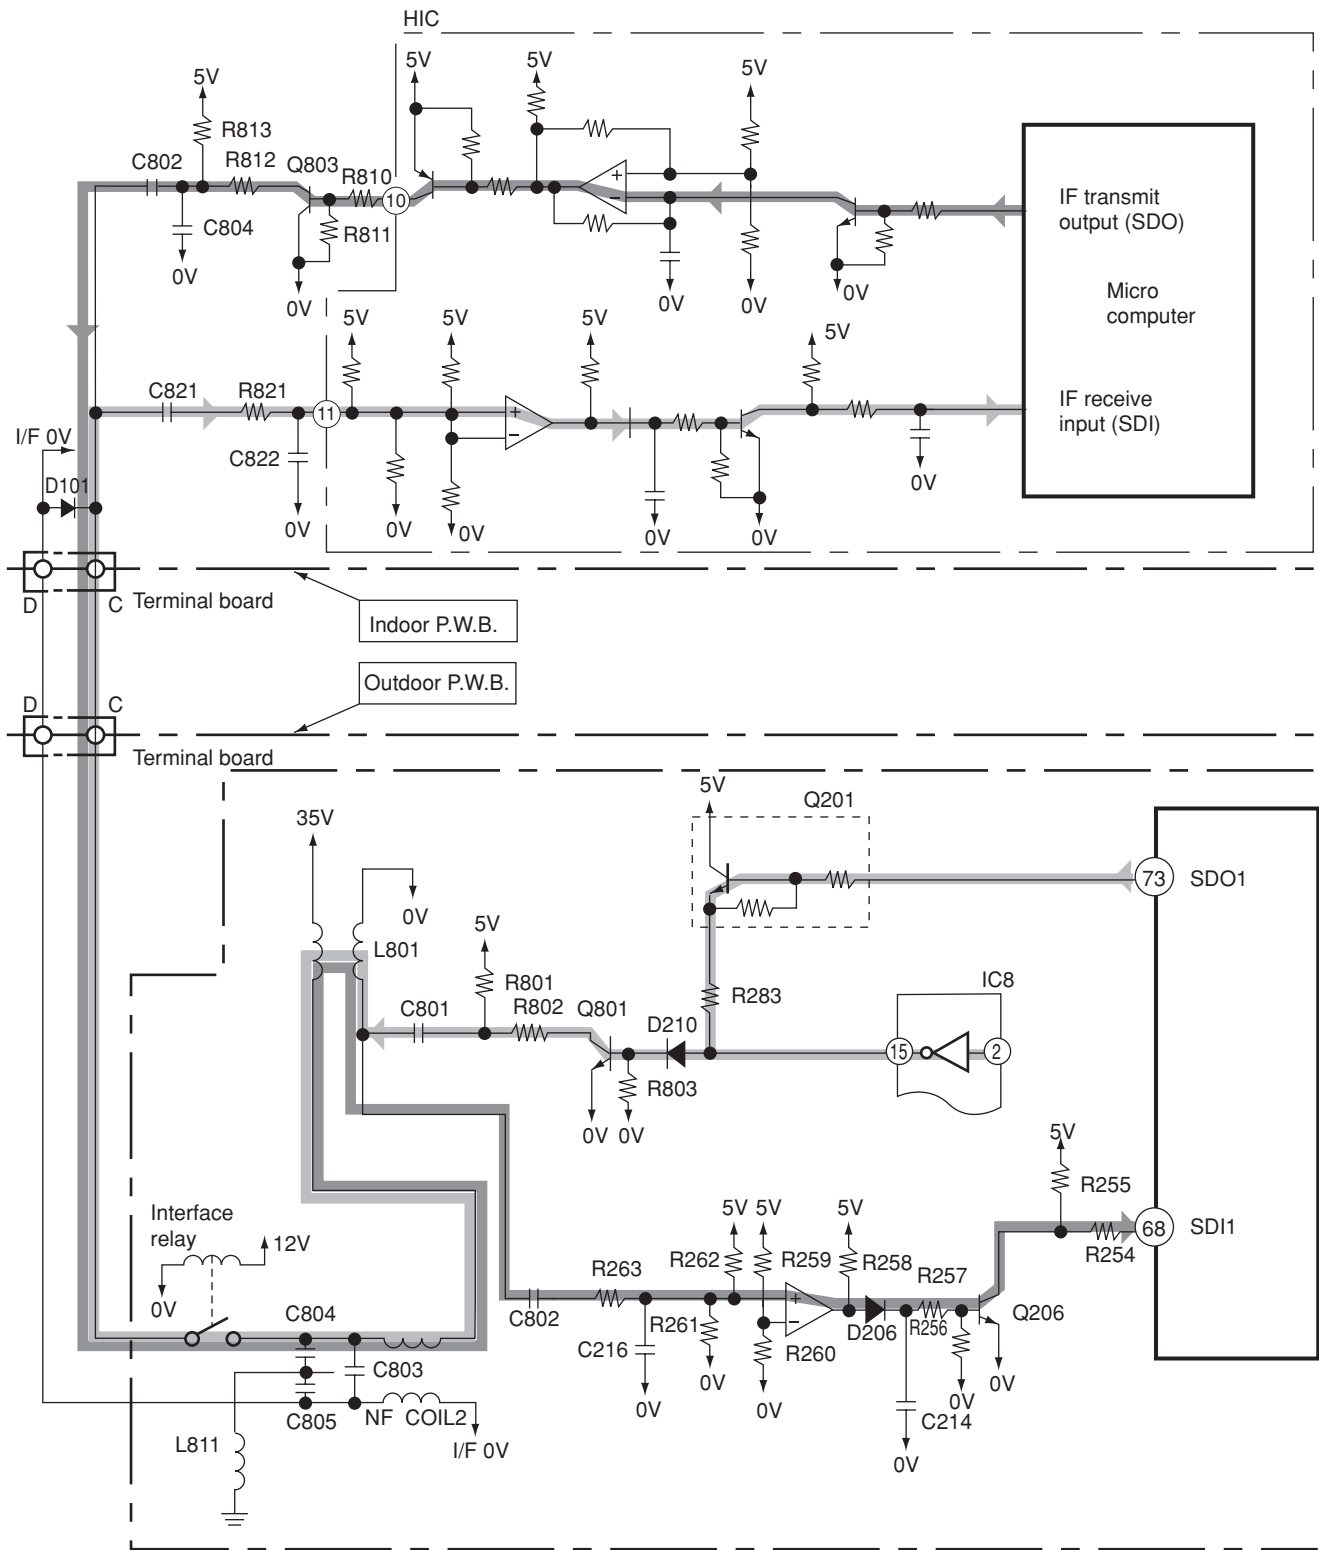 HIC
5V
5V
5V
5V
R813
C802
R812
Q803
R810
10
R811
C804
0V
0V
0V
0V
0V
IF transmit
output (SDO)
Micro
computer
5V
5V
5V
5V
C821
R821
11
IF receive
input (SDI)
I/F 0V
C822
D101
0V
0V
0V
0V
0V
0V
D
C
Terminal board
Indoor P.W.B.
Outdoor P.W.B.
D
C
Terminal board
5V
Q201
35V
73
SDO1
0V
L801
5V
R801
R802
Q801
C801
R283
IC8
D210
15
2
R803
0V
0V
5V
R255
Interface
relay
12V
5V
5V
5V
68
SDI1
R254
R262
R259
R258
R263
R257
0V
C804
C802
R261
D206
R256
Q206
C216
R260
C803
0V
0V
0V
0V
0V
C214
C805
NF COIL2
L811
I/F 0V
0V